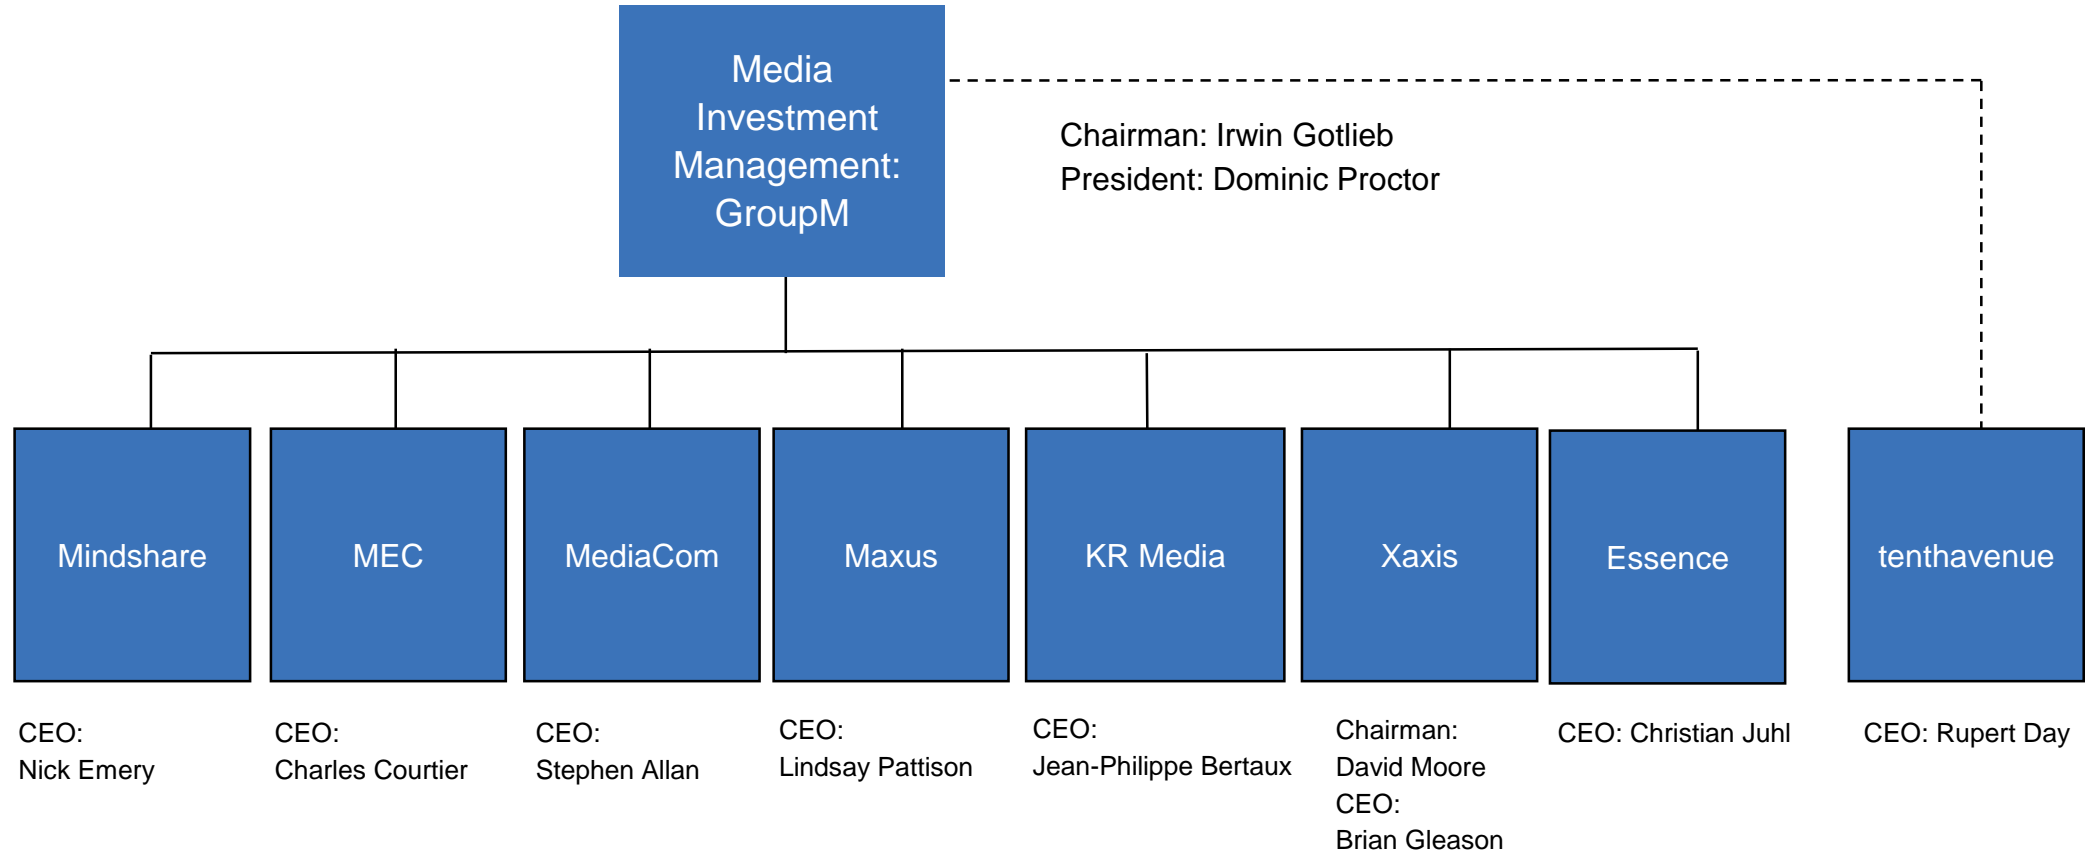 Media
Investment
Management:
GroupM
Chairman: Irwin Gotlieb
President: Dominic Proctor
Mindshare
MEC
MediaCom
Maxus
KR Media
Xaxis
Essence
tenthavenue
CEO:
Nick Emery
CEO:
Charles Courtier
CEO:
Stephen Allan
CEO:
Lindsay Pattison
CEO:
Jean-Philippe Bertaux
Chairman:
David Moore
CEO:
Brian Gleason
CEO: Christian Juhl
CEO: Rupert Day